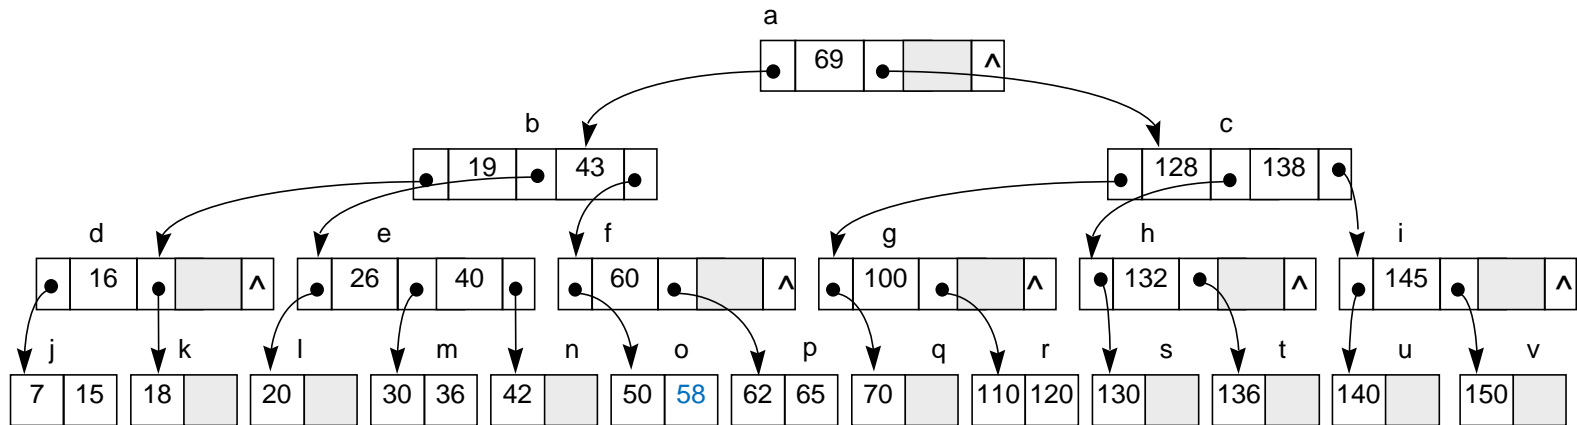 a
69 ^
b c
19 43 128 138
d e f g h i
16 ^ 26 40 60 ^ 100 ^ 132 ^ 145 ^
j k l m n o p q r s t u v
7 15 18 20 30 36 42 50 58 62 65 70 110 120 130 136 140 150